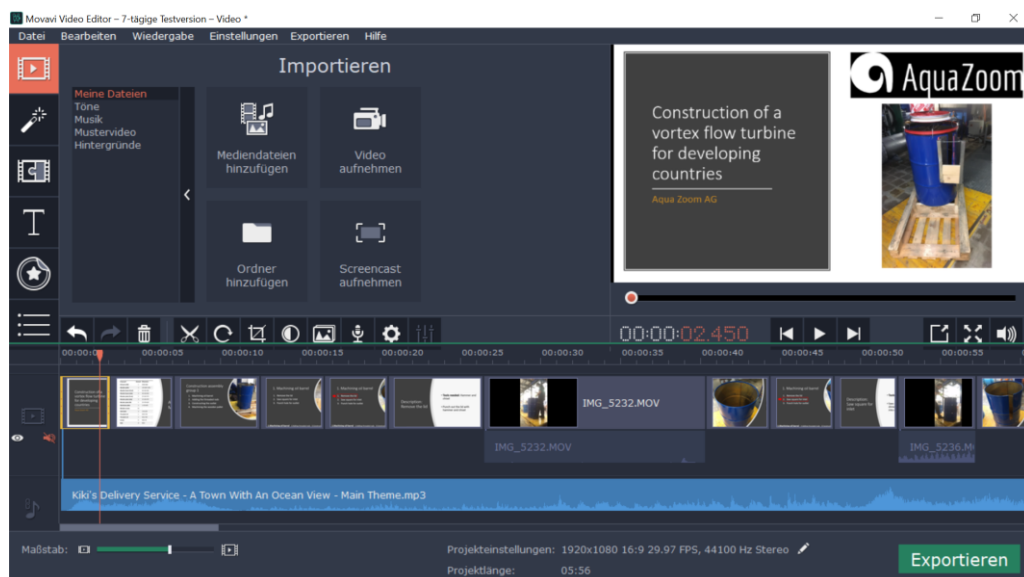 Movavi Video Editor – 7-tägige Testversion – Video *
Datei Bearbeiten Wiedergabe Einstellungen Exportieren Hilfe
Importieren
Meine Dateien
Töne
Musik
Mustervideo
Hintergründe
Mediendateien
hinzufügen
Video
aufnehmen
Ordner
hinzufügen
Screencast
aufnehmen
Construction of a
vortex flow turbine
for developing
countries
Aqua Zoom AG
AquaZoom
00:00:02.450
00:00:05 00:00:10 00:00:15 00:00:20 00:00:25 00:00:30 00:00:35 00:00:40 00:00:45 00:00:50 00:00:55
IMG_5232.MOV
IMG_5232.MOV
IMG_5236.M
Kiki's Delivery Service - A Town With An Ocean View - Main Theme.mp3
Maßstab:
Projekteinstellungen: 1920x1080 16:9 29.97 FPS, 44100 Hz Stereo
Projektlänge: 05:56
Exportieren